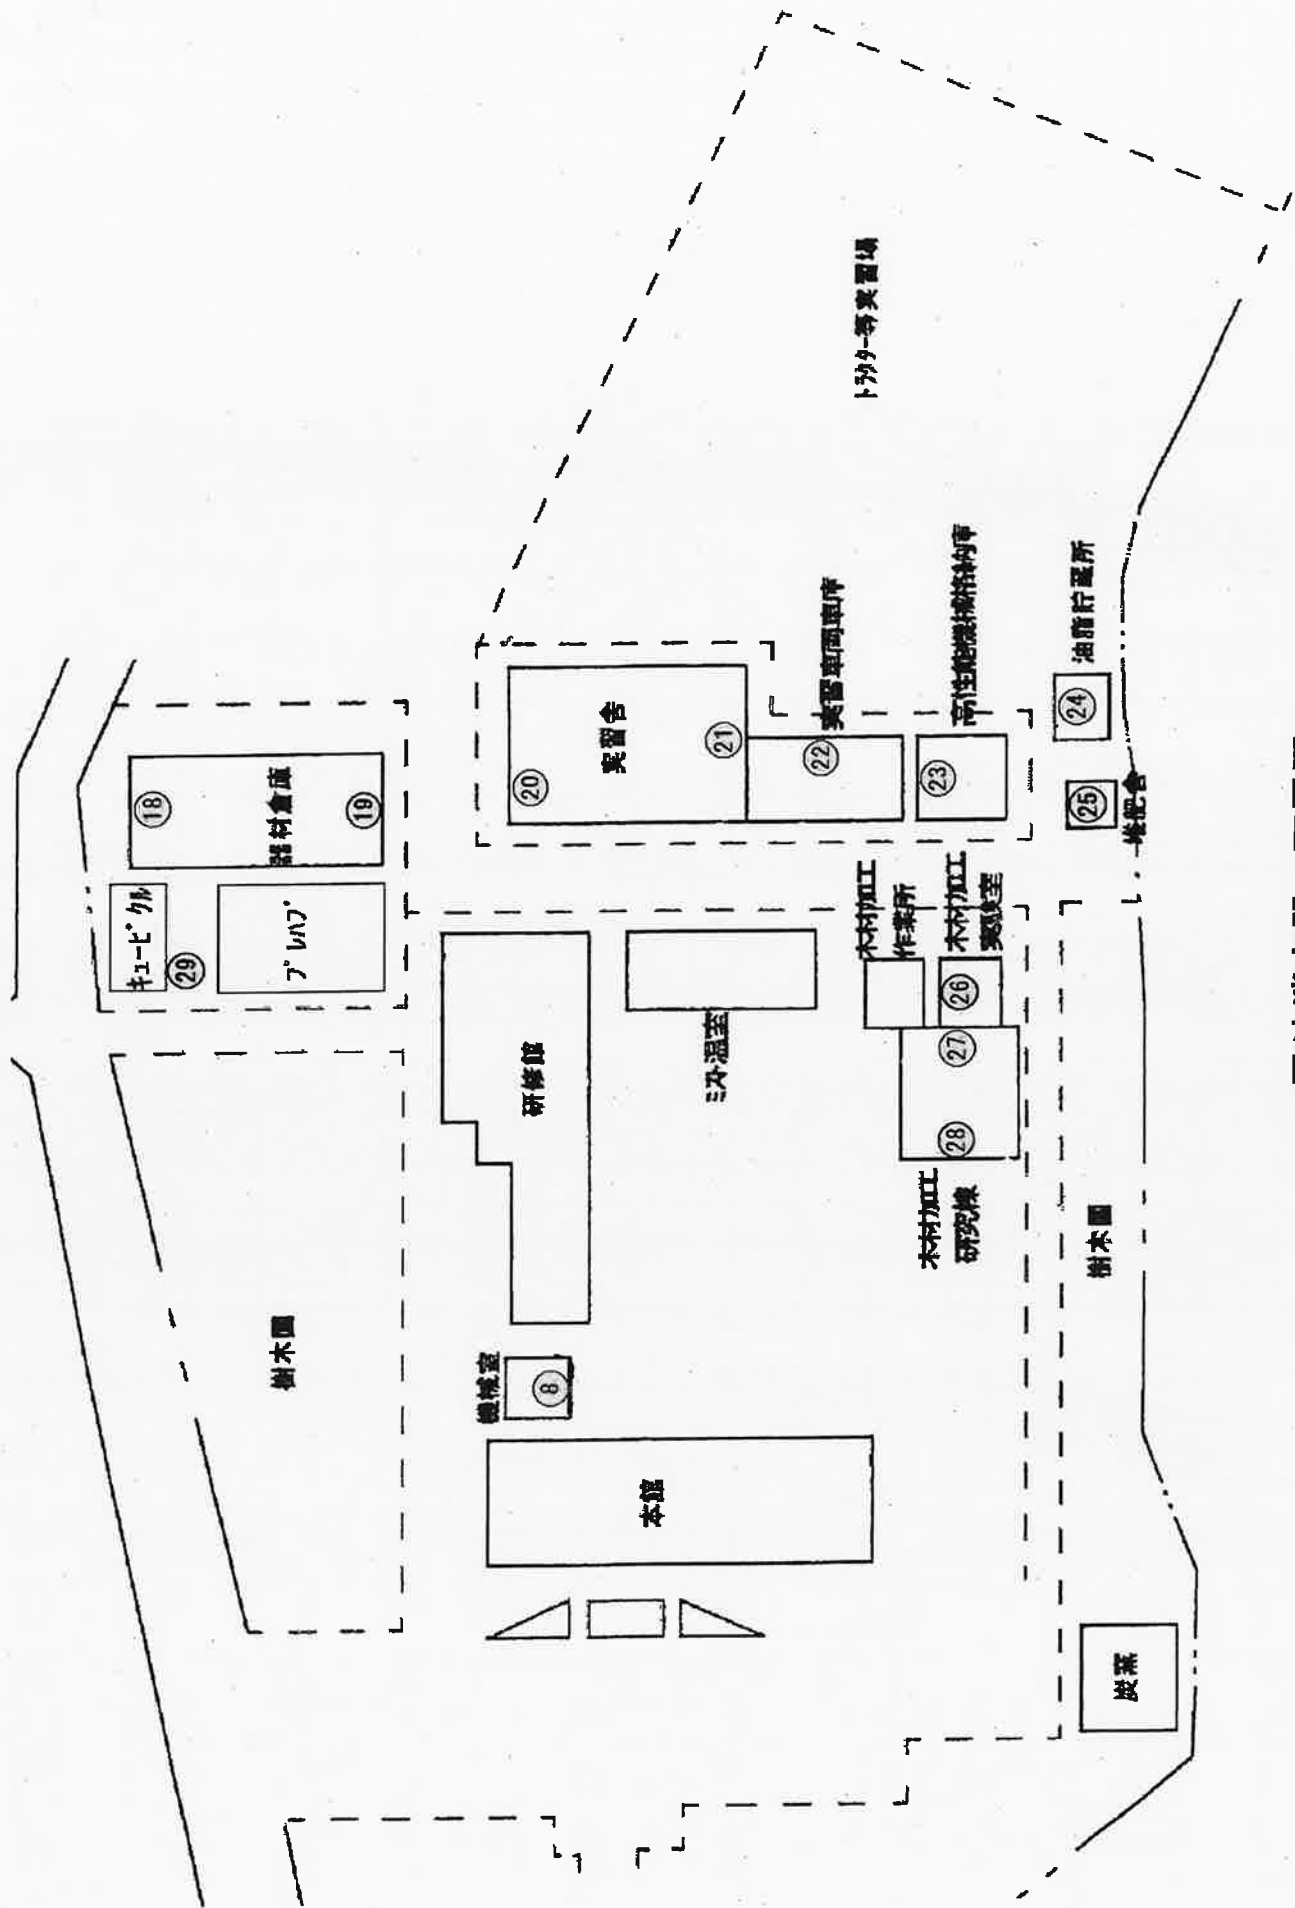 キュービクル
㉙
プレハブ
⑱
器材倉庫
⑲
樹木園
⑳
実習舎
㉑
㉒
実習車両車庫
㉓
高性能機械格納庫
㉔
油脂貯蔵所
㉕
堆肥舎
トラクター等実習場
研修館
ミスト温室
木材加工
作業所
木材加工
実験室
㉖
㉗
㉘
木材加工
研究棟
機械室
⑧
本館
樹木園
炭窯